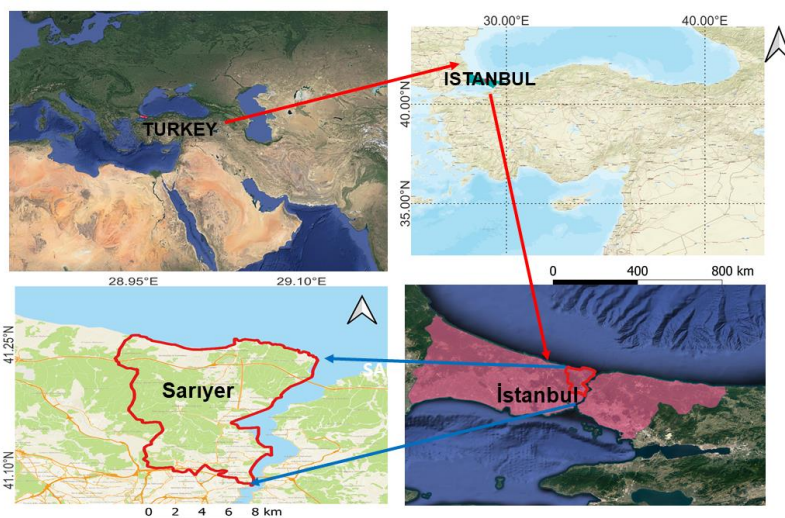 TURKEY
30.00°E 40.00°E
ISTANBUL
40.00°N
35.00°N
0 400 800 km
28.95°E 29.10°E
41.25°N
SA
Sarıyer
41.10°N
0 2 4 6 8 km
İstanbul